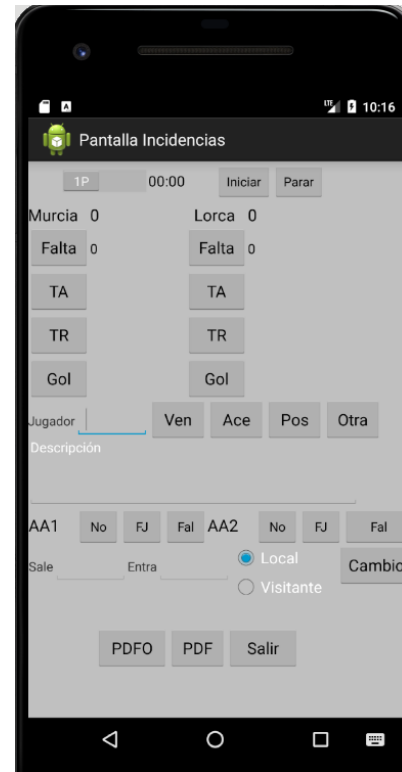 LTE 10:16
Pantalla Incidencias
1P 00:00 Iniciar Parar
Murcia 0 Lorca 0
Falta 0 Falta 0
TA TA
TR TR
Gol Gol
Jugador Ven Ace Pos Otra
Descripción
AA1 No FJ Fal AA2 No FJ Fal
Sale Entra Local Cambio
Visitante
PDFO PDF Salir